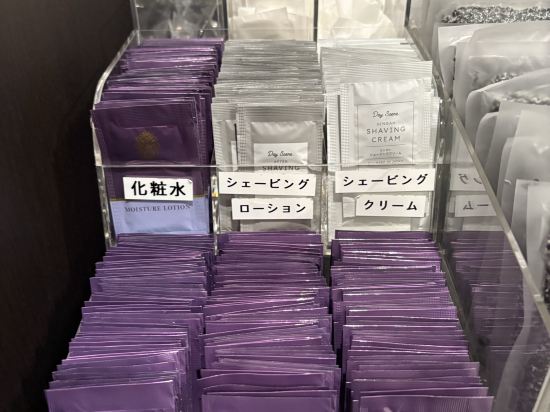 化粧水
MOISTURE LOTION
Day Scene
AFTER
SHAVING
シェービング
ローション
Day Scene
SHAVING
CREAM
シェービング
クリーム